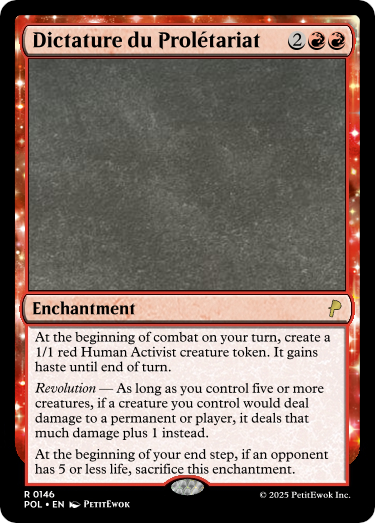 Dictature du Prolétariat 2
Enchantment
At the beginning of combat on your turn, create a
1/1 red Human Activist creature token. It gains
haste until end of turn.
Revolution — As long as you control five or more
creatures, if a creature you control would deal
damage to a permanent or player, it deals that
much damage plus 1 instead.
At the beginning of your end step, if an opponent
has 5 or less life, sacrifice this enchantment.
R 0146
POL • EN PetitEwok
© 2025 PetitEwok Inc.